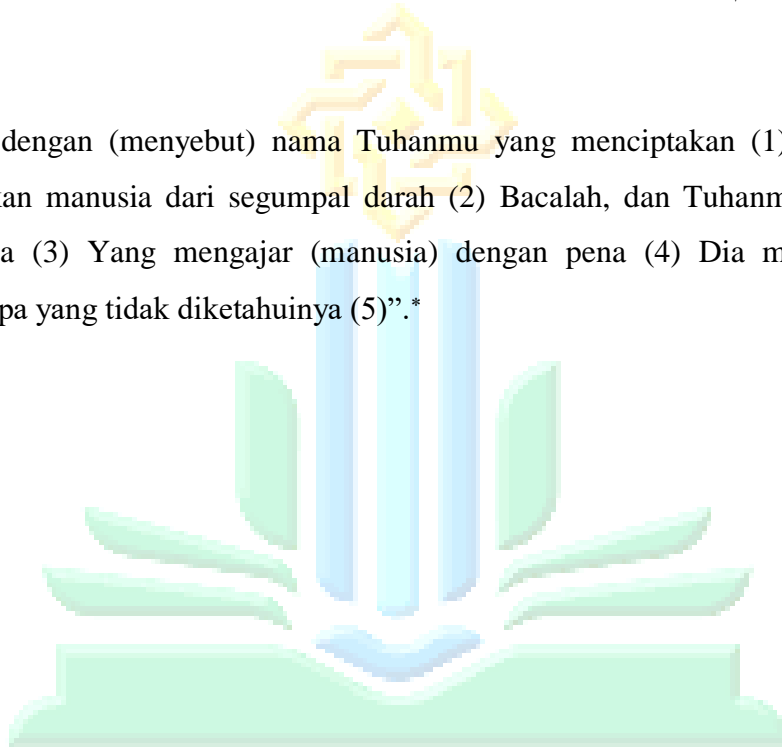 dengan (menyebut) nama Tuhanmu yang menciptakan (1)
kan manusia dari segumpal darah (2) Bacalah, dan Tuhanm
a (3) Yang mengajar (manusia) dengan pena (4) Dia m
pa yang tidak diketahuinya (5)”.*